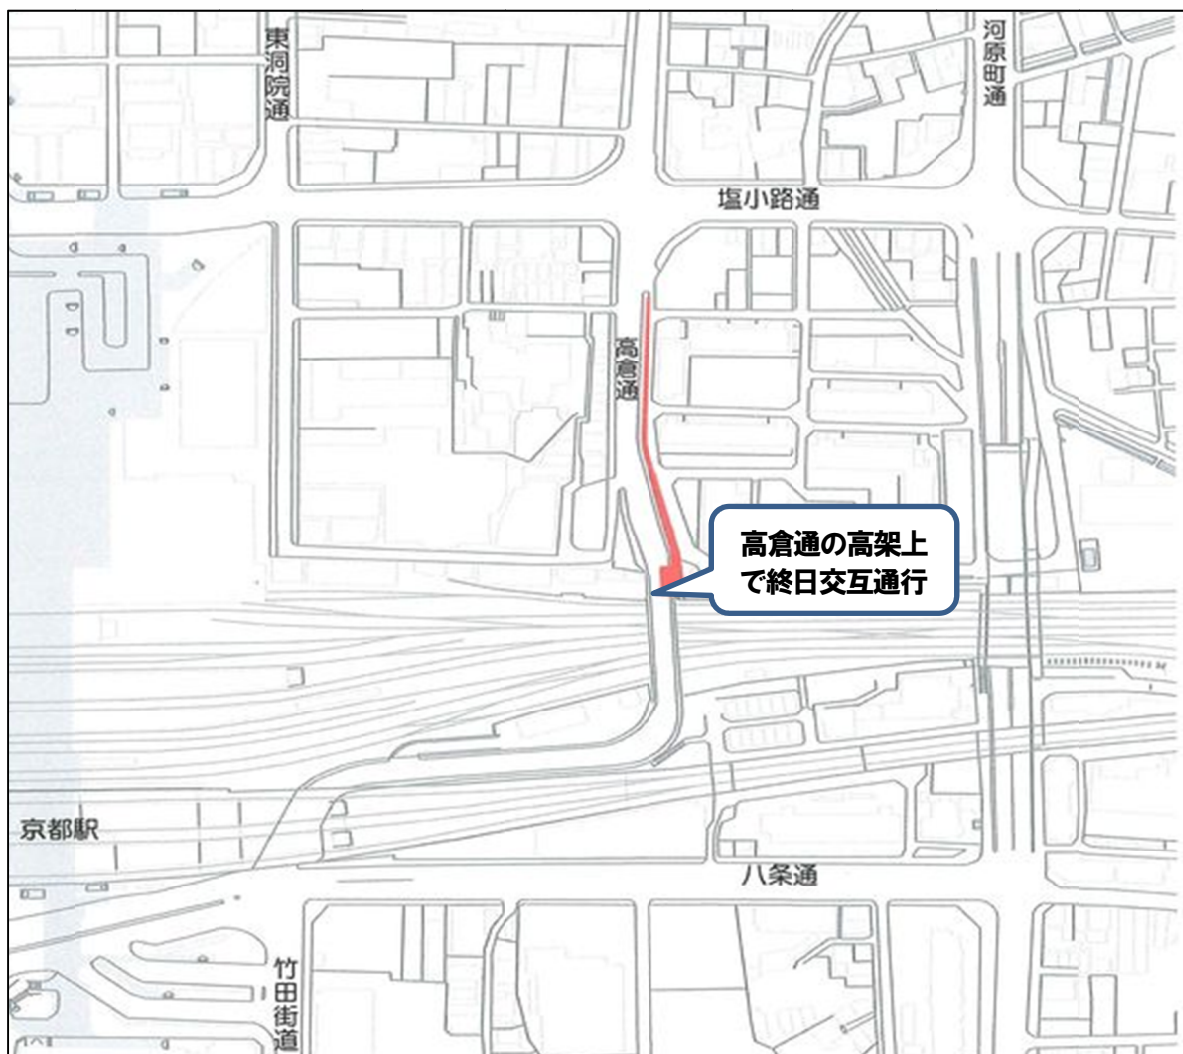 東洞院通
河原町通
塩小路通
高倉通
高倉通の高架上
で終日交互通行
京都駅
八条通
竹田街道